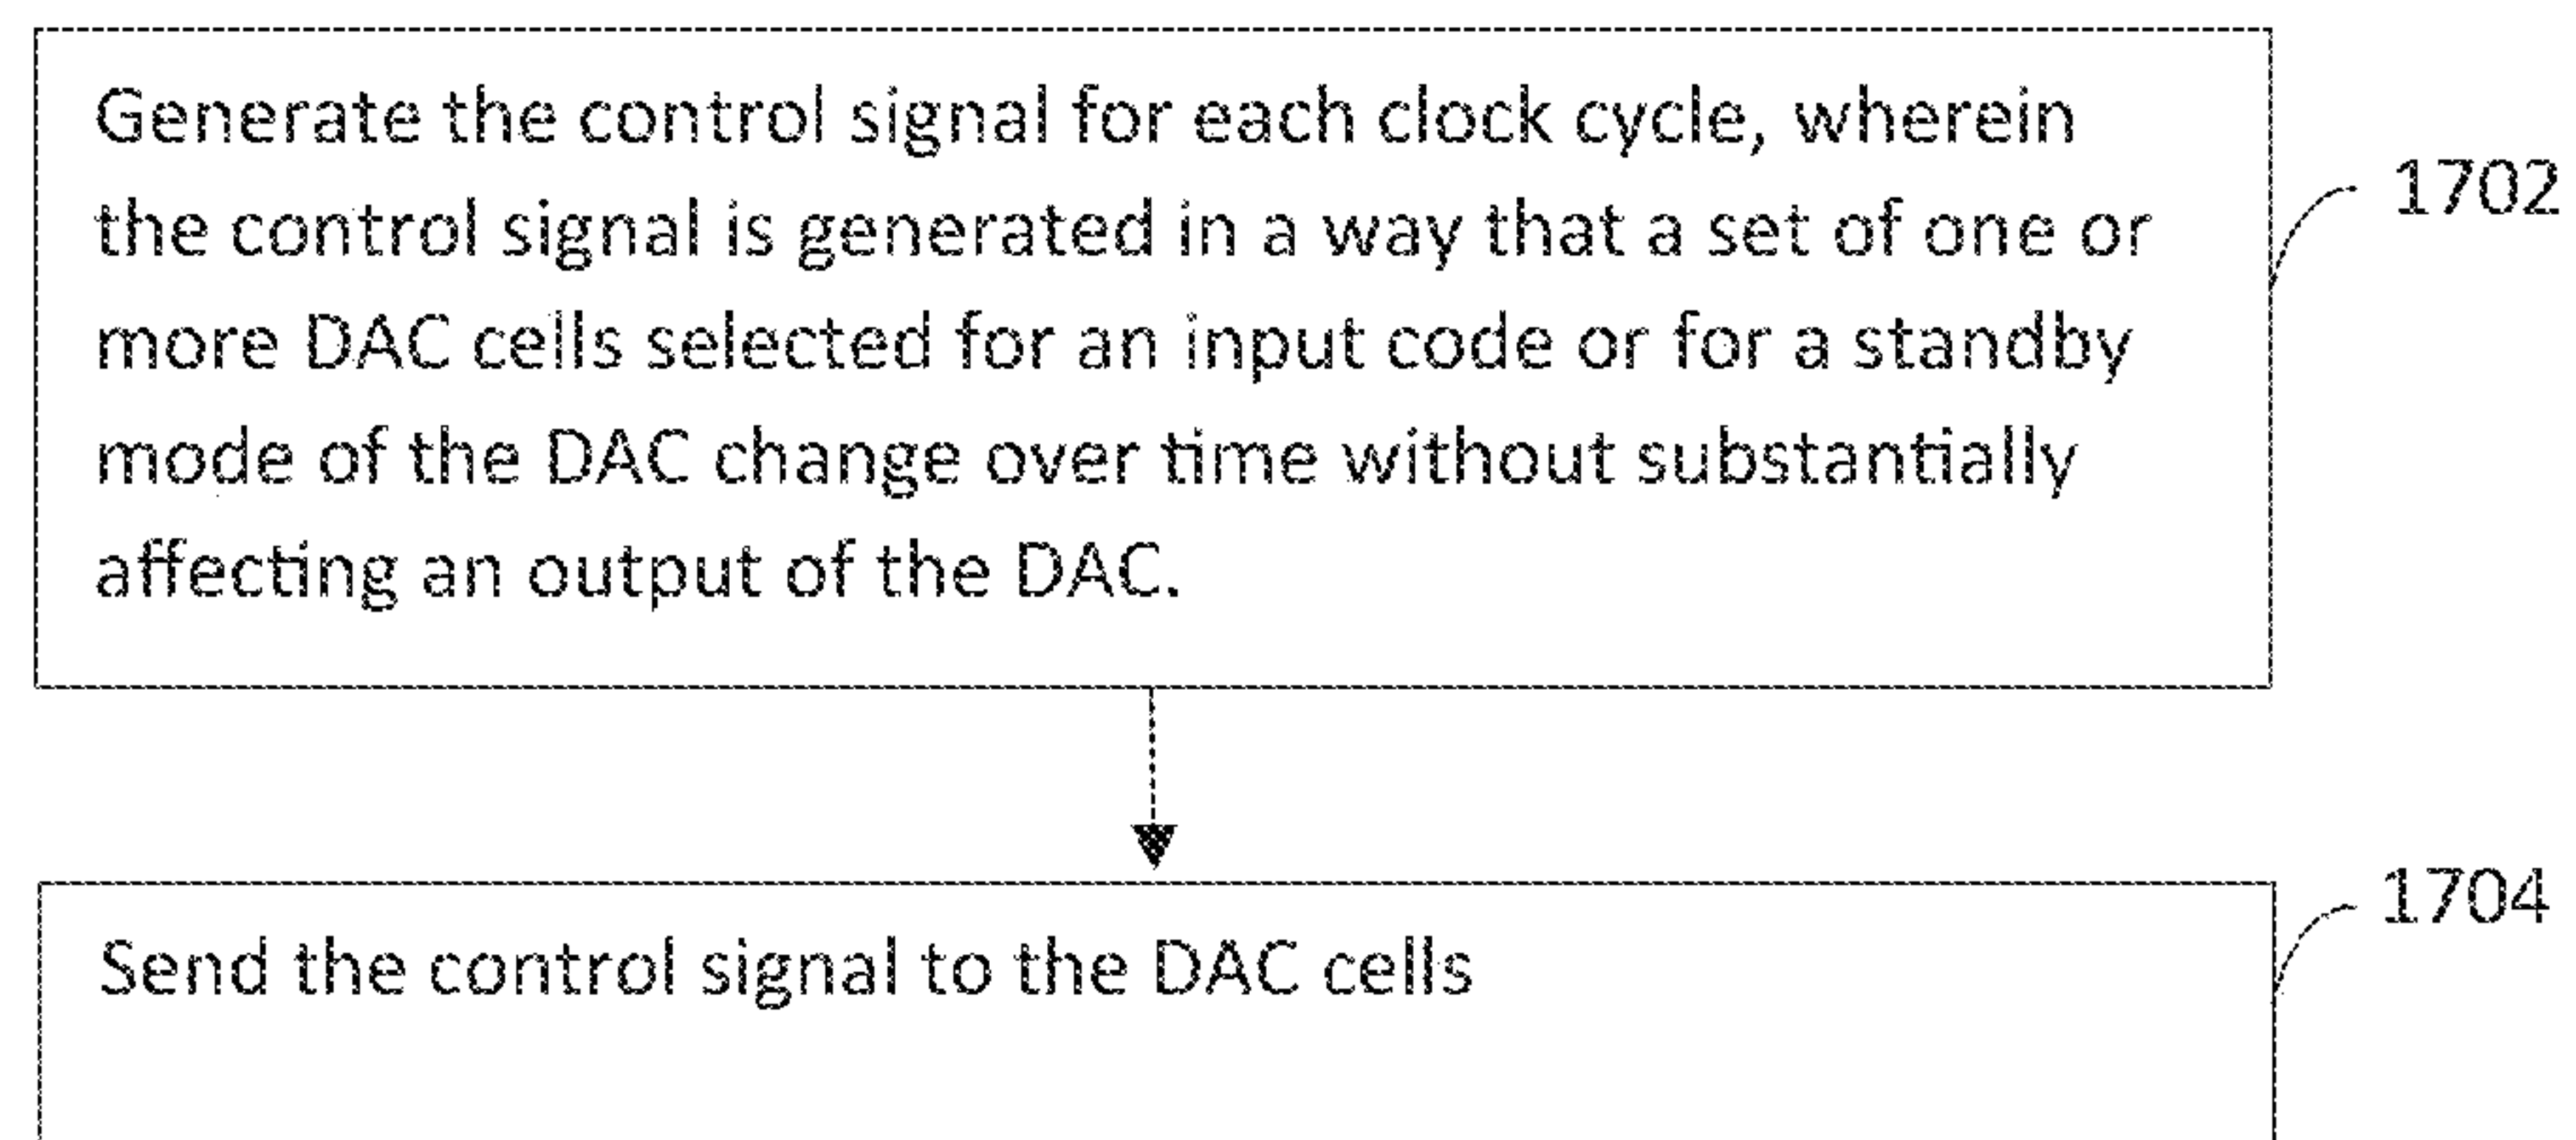 Generate the control signal for each clock cycle, wherein
the control signal is generated in a way that a set of one or
more DAC cells selected for an input code or for a standby
mode of the DAC change over time without substantially
affecting an output of the DAC.
1702
Send the control signal to the DAC cells
1704